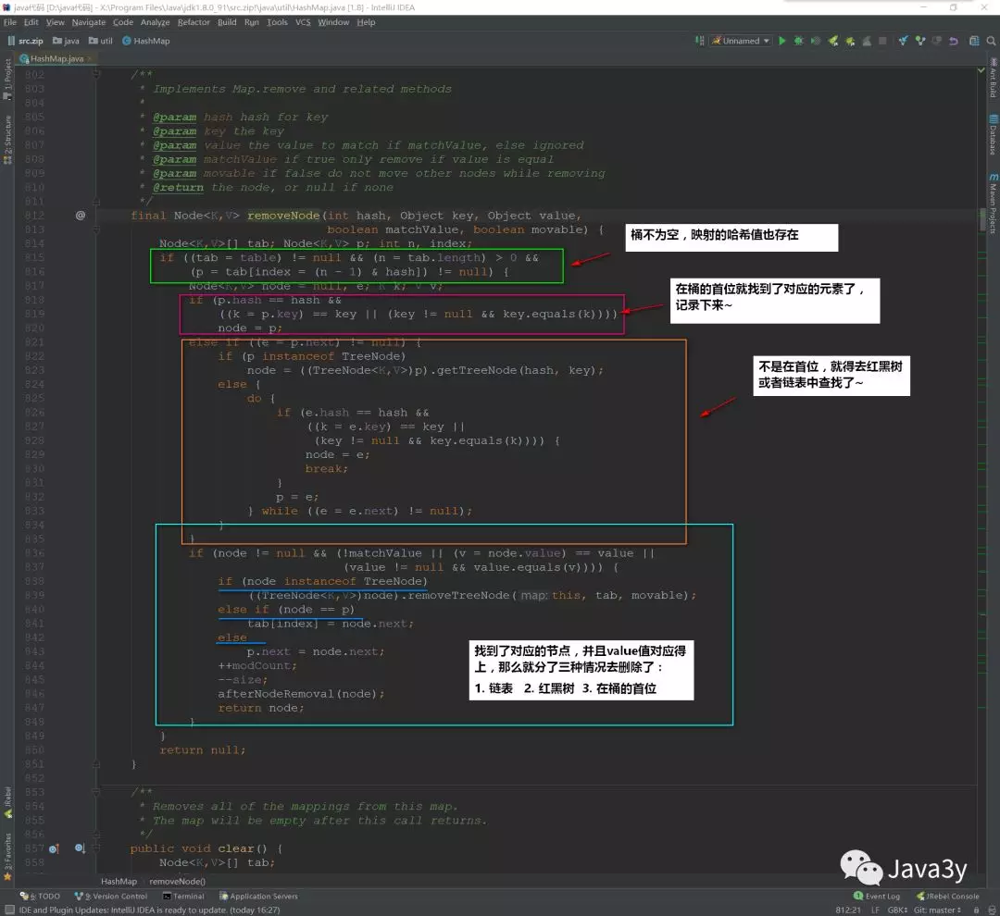 java代码 [D:\java代码] - X:\Program Files\Java\jdk1.8.0_91\src.zip!\java\util\HashMap.java [1.8] - IntelliJ IDEA
File Edit View Navigate Code Analyze Refactor Build Run Tools VCS Window Help
src.zip java util HashMap Unnamed
HashMap.java
1: Project
2: Structure
JRebel
2: Favorites
Ant Build
Database
Maven Projects
802 /**
803 * Implements Map.remove and related methods
804 *
805 * @param hash hash for key
806 * @param key the key
807 * @param value the value to match if matchValue, else ignored
808 * @param matchValue if true only remove if value is equal
809 * @param movable if false do not move other nodes while removing
810 * @return the node, or null if none
811 */
812 final Node<K,V> removeNode(int hash, Object key, Object value,
813 boolean matchValue, boolean movable) {
814 Node<K,V>[] tab; Node<K,V> p; int n, index;
815 if ((tab = table) != null && (n = tab.length) > 0 &&
816 (p = tab[index = (n - 1) & hash]) != null) {
817 Node<K,V> node = null, e; K k; V v;
818 if (p.hash == hash &&
819 ((k = p.key) == key || (key != null && key.equals(k))))
820 node = p;
821 else if ((e = p.next) != null) {
822 if (p instanceof TreeNode)
823 node = ((TreeNode<K,V>)p).getTreeNode(hash, key);
824 else {
825 do {
826 if (e.hash == hash &&
827 ((k = e.key) == key ||
828 (key != null && key.equals(k)))) {
829 node = e;
830 break;
831 }
832 p = e;
833 } while ((e = e.next) != null);
834 }
835 }
836 if (node != null && (!matchValue || (v = node.value) == value ||
837 (value != null && value.equals(v)))) {
838 if (node instanceof TreeNode)
839 ((TreeNode<K,V>)node).removeTreeNode( map: this, tab, movable);
840 else if (node == p)
841 tab[index] = node.next;
842 else
843 p.next = node.next;
844 ++modCount;
845 --size;
846 afterNodeRemoval(node);
847 return node;
848 }
849 }
850 return null;
851 }
852
853 /**
854 * Removes all of the mappings from this map.
855 * The map will be empty after this call returns.
856 */
857 public void clear() {
858 Node<K,V>[] tab;
桶不为空，映射的哈希值也存在
在桶的首位就找到了对应的元素了，
记录下来~
不是在首位，就得去红黑树
或者链表中查找了~
找到了对应的节点，并且value值对应得
上，那么就分了三种情况去删除了：
1. 链表 2. 红黑树 3. 在桶的首位
Java3y
HashMap removeNode()
6: TODO 9: Version Control Terminal Application Servers Event Log JRebel Console
IDE and Plugin Updates: IntelliJ IDEA is ready to update. (today 16:27) 812:21 LF GBK Git: master